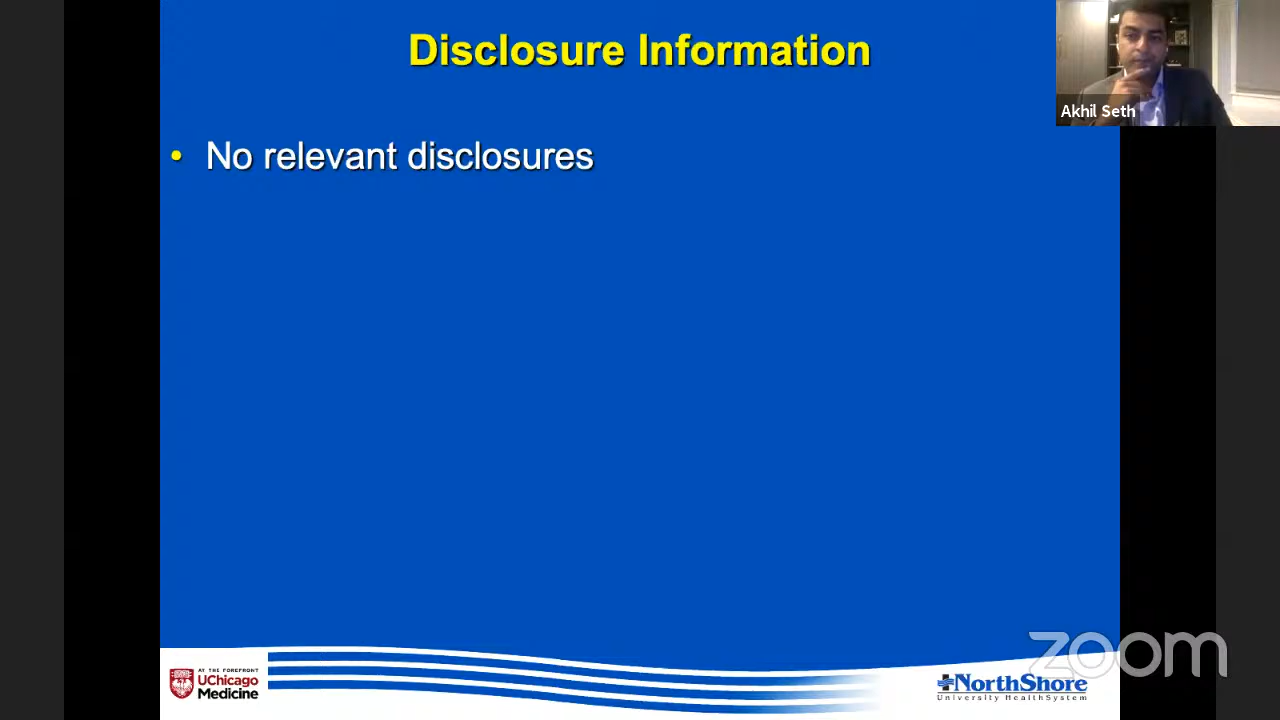 Disclosure Information
Akhil Seth
• No relevant disclosures
zoom
AT THE FOREFRONT
UChicago
Medicine
NorthShore
University HealthSystem